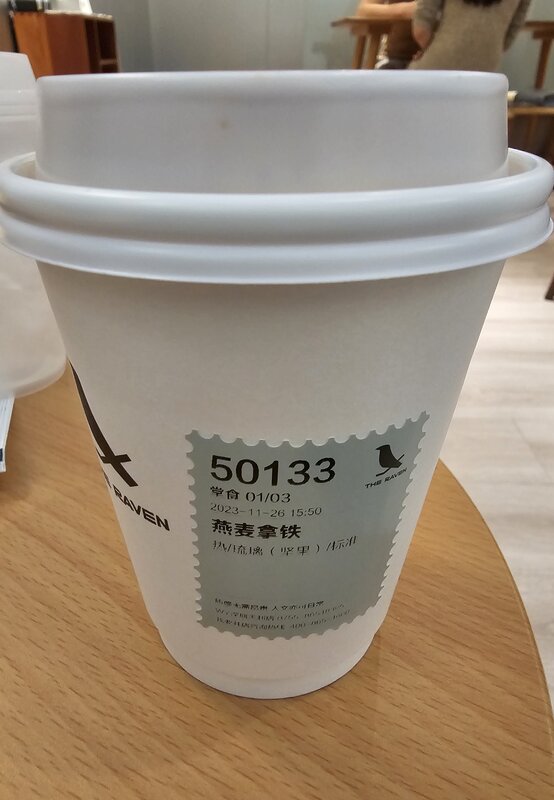 50133
THE RAVEN
堂食 01/03
2023-11-26 15:50
燕麦拿铁
热/琉璃（坚果）/标准
RAVEN